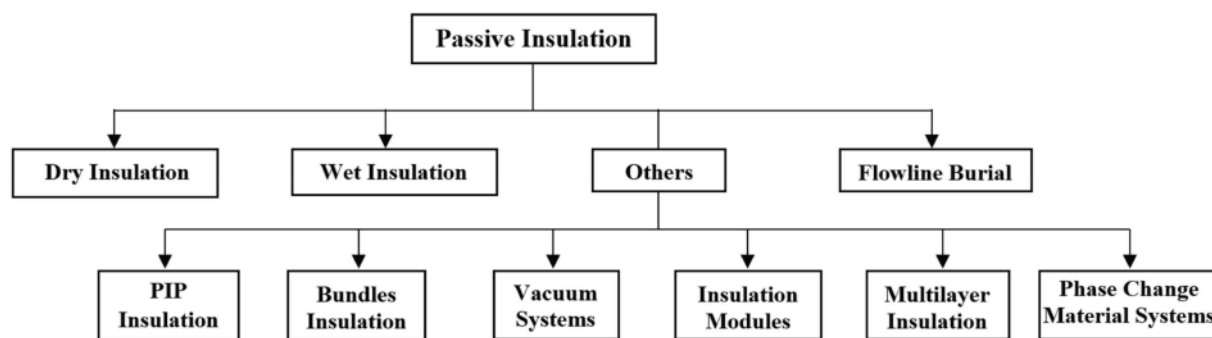 Passive Insulation
Dry Insulation
Wet Insulation
Others
Flowline Burial
PIP
Insulation
Bundles
Insulation
Vacuum
Systems
Insulation
Modules
Multilayer
Insulation
Phase Change
Material Systems